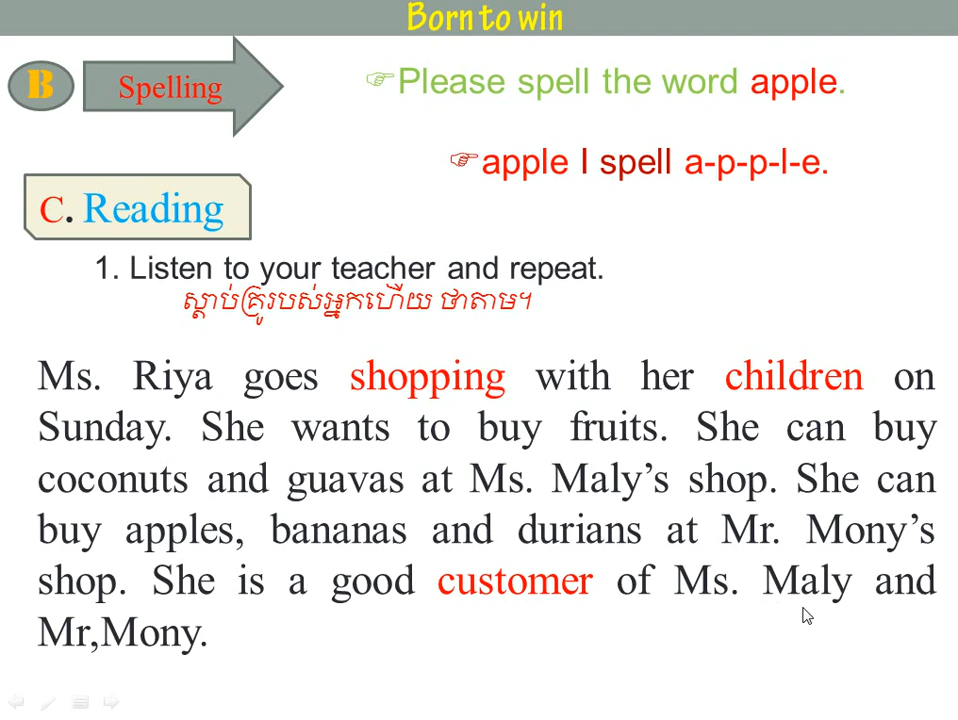 Born to win
B
Spelling
☞Please spell the word apple.
☞apple I spell a-p-p-l-e.
C. Reading
1. Listen to your teacher and repeat.
ស្តាប់គ្រូរបស់អ្នកហើយ ថាតាម។
Ms. Riya goes shopping with her children on
Sunday. She wants to buy fruits. She can buy
coconuts and guavas at Ms. Maly’s shop. She can
buy apples, bananas and durians at Mr. Mony’s
shop. She is a good customer of Ms. Maly and
Mr,Mony.